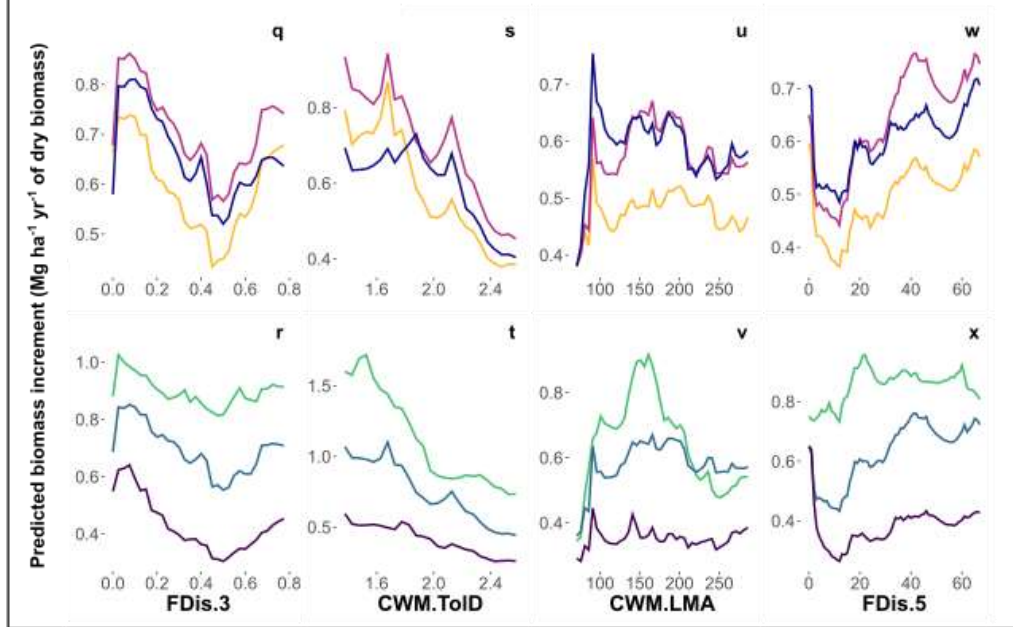 Predicted biomass increment (Mg ha⁻¹ yr⁻¹ of dry biomass)
q
s
u
w
0.8
0.7
0.6
0.5
0.8
0.6
0.4
0.7
0.6
0.5
0.4
0.7
0.6
0.5
0.4
0.0 0.2 0.4 0.6 0.8
1.6 2.0 2.4
100 150 200 250
0 20 40 60
r
t
v
x
1.0
0.8
0.6
0.4
1.5
1.0
0.5
0.8
0.6
0.4
0.8
0.6
0.4
0.0 0.2 0.4 0.6 0.8
1.6 2.0 2.4
100 150 200 250
0 20 40 60
FDis.3
CWM.TolD
CWM.LMA
FDis.5